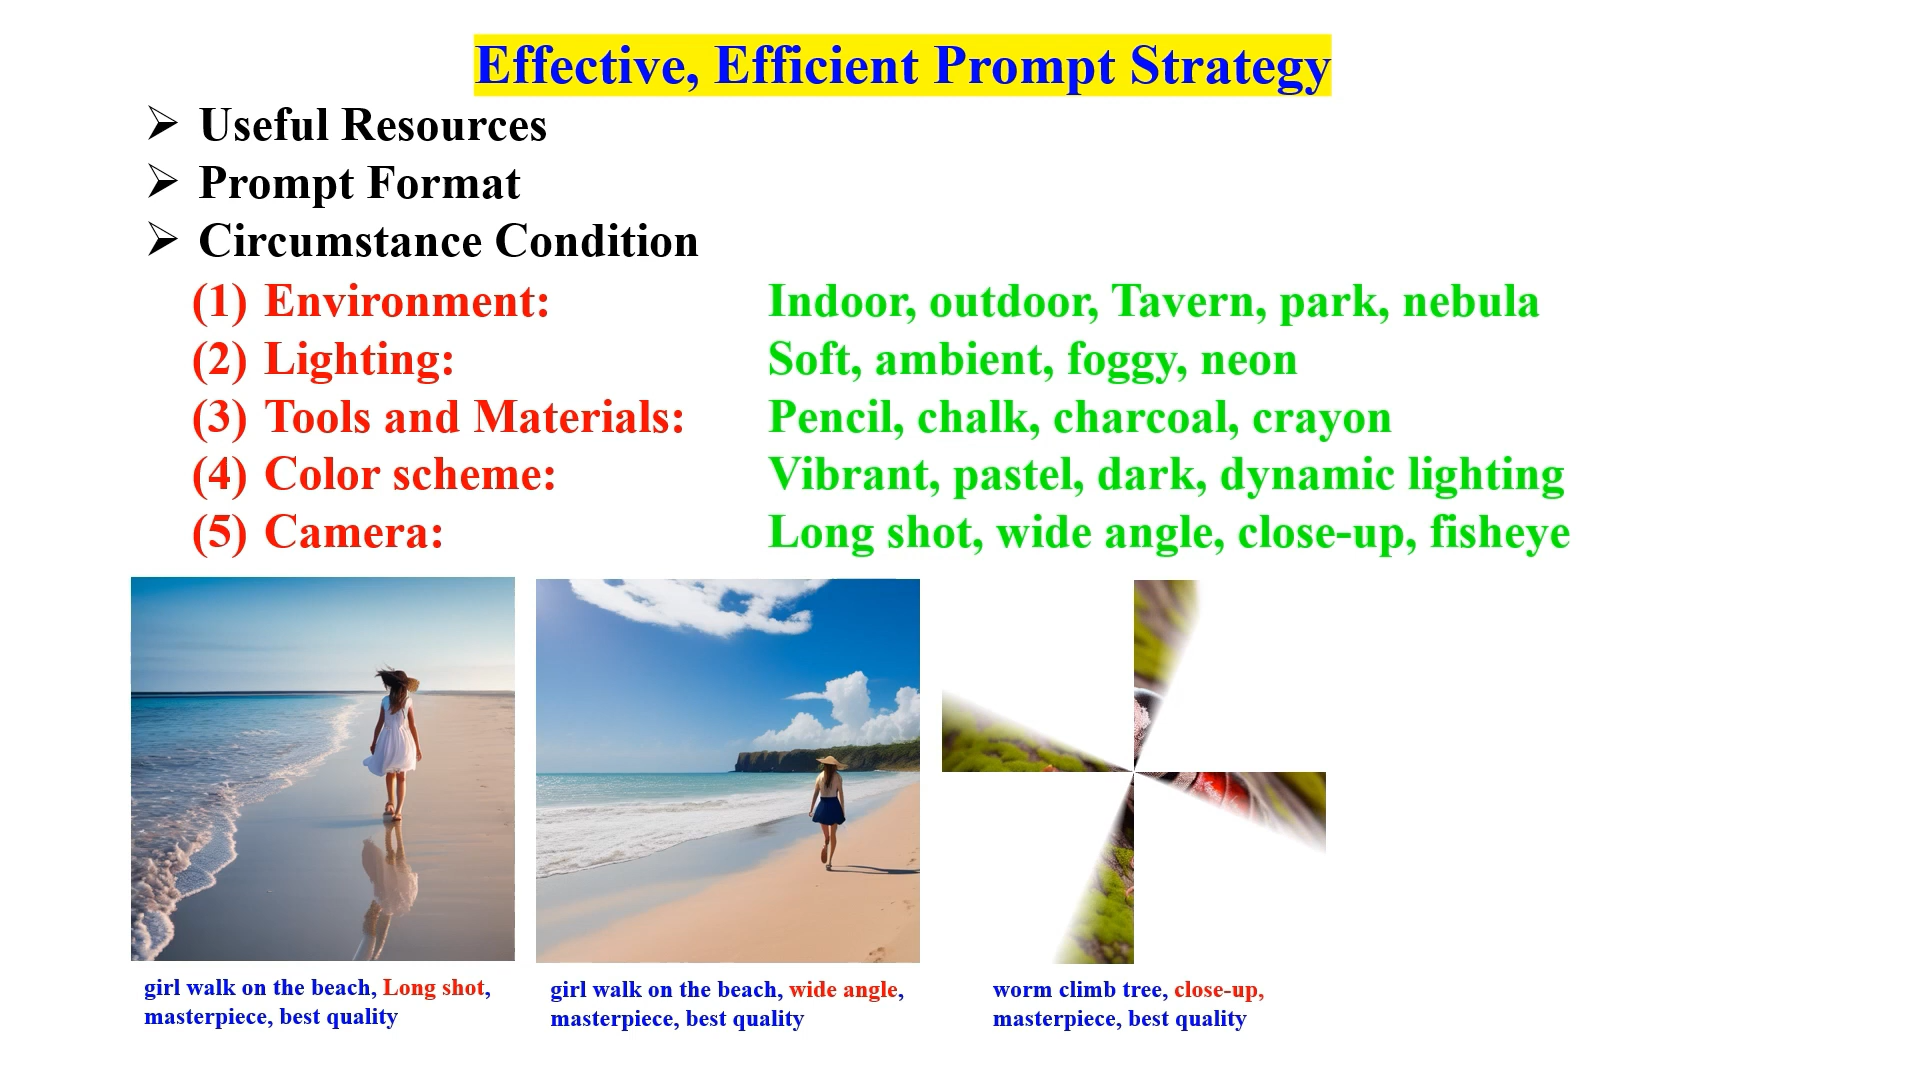 Effective, Efficient Prompt Strategy
Useful Resources
Prompt Format
Circumstance Condition
(1) Environment: Indoor, outdoor, Tavern, park, nebula
(2) Lighting: Soft, ambient, foggy, neon
(3) Tools and Materials: Pencil, chalk, charcoal, crayon
(4) Color scheme: Vibrant, pastel, dark, dynamic lighting
(5) Camera: Long shot, wide angle, close-up, fisheye
girl walk on the beach, Long shot,
masterpiece, best quality
girl walk on the beach, wide angle,
masterpiece, best quality
worm climb tree, close-up,
masterpiece, best quality